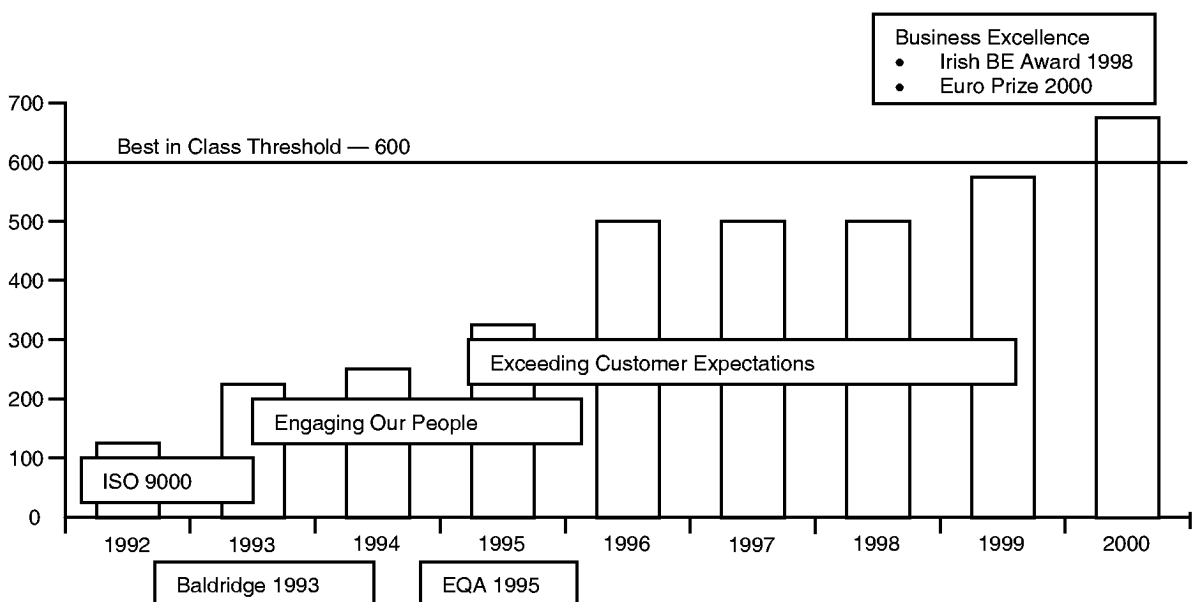 Business Excellence
• Irish BE Award 1998
• Euro Prize 2000
700
Best in Class Threshold — 600
600
500
400
300
Exceeding Customer Expectations
200
Engaging Our People
100
ISO 9000
0
1992 1993 1994 1995 1996 1997 1998 1999 2000
Baldridge 1993 EQA 1995